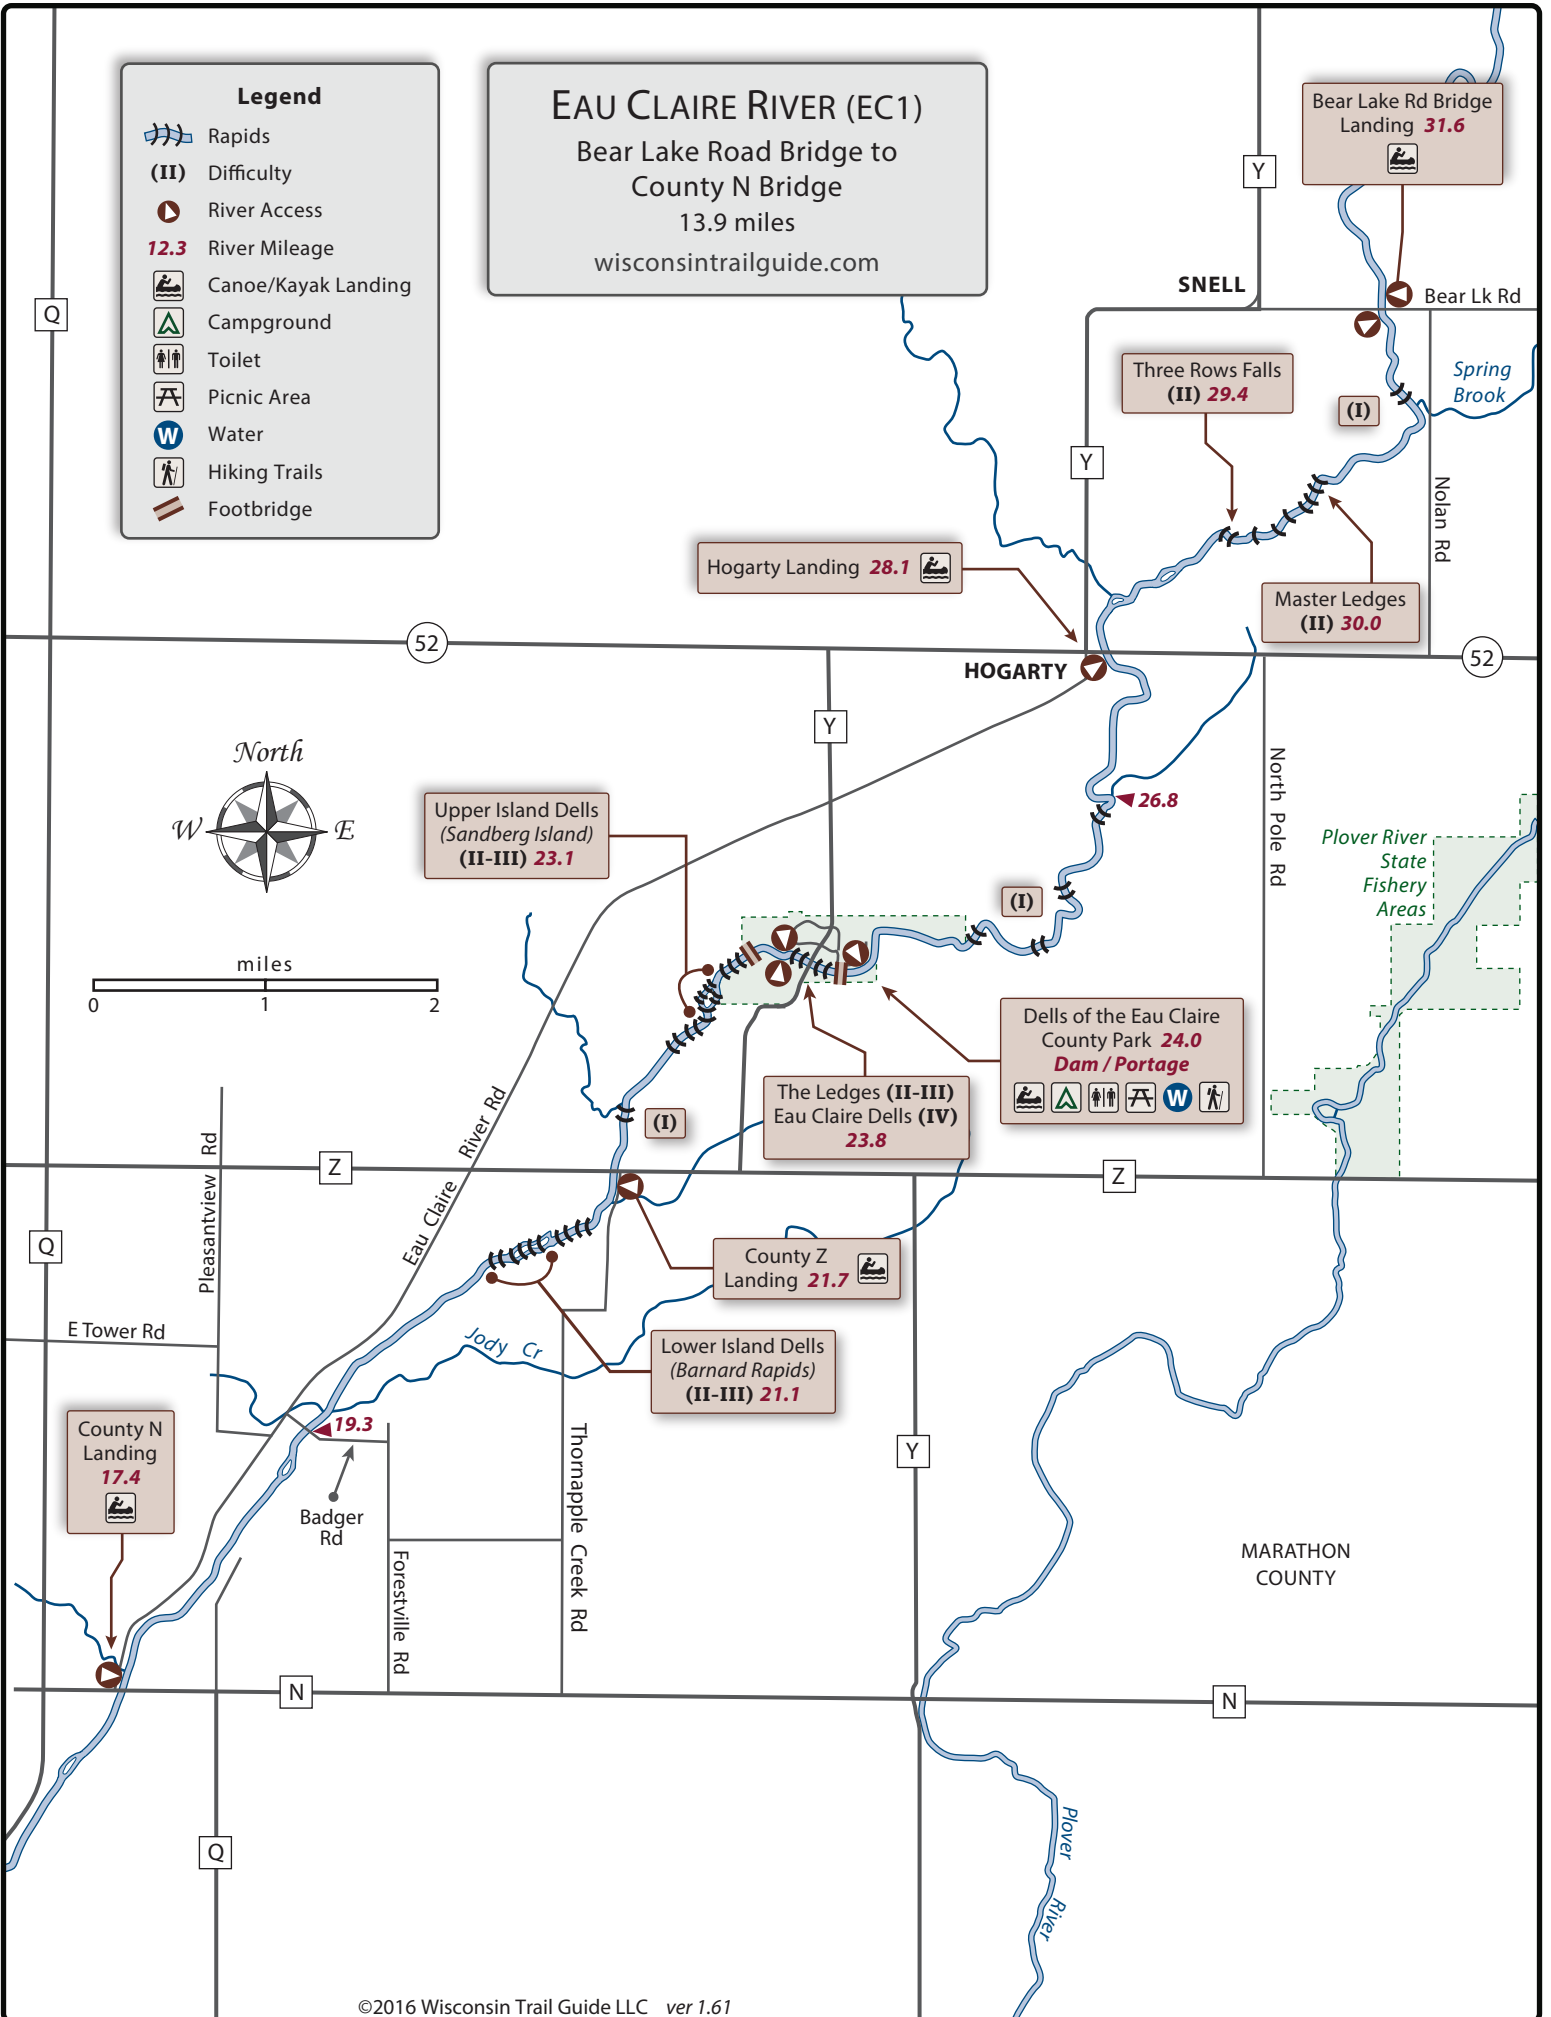 Legend
Rapids
(II) Difficulty
River Access
12.3 River Mileage
Canoe/Kayak Landing
Campground
Toilet
Picnic Area
W Water
Hiking Trails
Footbridge
EAU CLAIRE RIVER (EC1)
Bear Lake Road Bridge to
County N Bridge
13.9 miles
wisconsintrailguide.com
Bear Lake Rd Bridge
Landing 31.6
Y
SNELL
Bear Lk Rd
Q
Three Rows Falls
(II) 29.4
(I)
Spring
Brook
Y
Nolan Rd
Hogarty Landing 28.1
Master Ledges
(II) 30.0
52
52
HOGARTY
Y
North
W
E
North Pole Rd
26.8
Upper Island Dells
(Sandberg Island)
(II-III) 23.1
Plover River
State
Fishery
Areas
(I)
miles
0
1
2
Dells of the Eau Claire
County Park 24.0
Dam / Portage
W
The Ledges (II-III)
Eau Claire Dells (IV)
23.8
(I)
Pleasantview Rd
Eau Claire River Rd
Z
Z
Q
County Z
Landing 21.7
E Tower Rd
Jody Cr
Lower Island Dells
(Barnard Rapids)
(II-III) 21.1
County N
Landing
17.4
19.3
Badger
Rd
Thornapple Creek Rd
Y
Forestville Rd
MARATHON
COUNTY
N
N
Q
Plover River
©2016 Wisconsin Trail Guide LLC ver 1.61